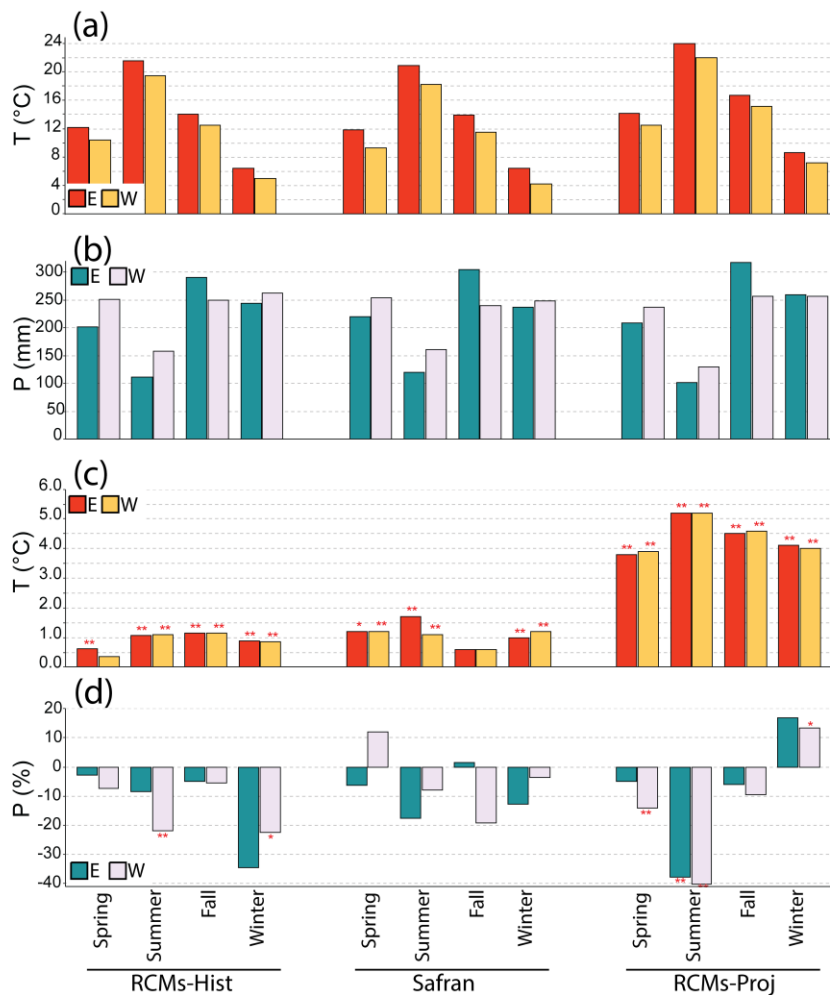 (a)
T (°C)
24
20
16
12
8
4
0
E W
(b)
E W
P (mm)
300
250
200
150
100
50
0
(c)
E W
T (°C)
6.0
5.0
4.0
3.0
2.0
1.0
0.0
** ** ** ** ** ** **
* ** ** ** ** **
** ** ** ** ** ** ** **
(d)
P (%)
20
10
0
-10
-20
-30
-40
** *
** ** ** *
E W
Spring Summer Fall Winter Spring Summer Fall Winter Spring Summer Fall Winter
RCMs-Hist Safran RCMs-Proj